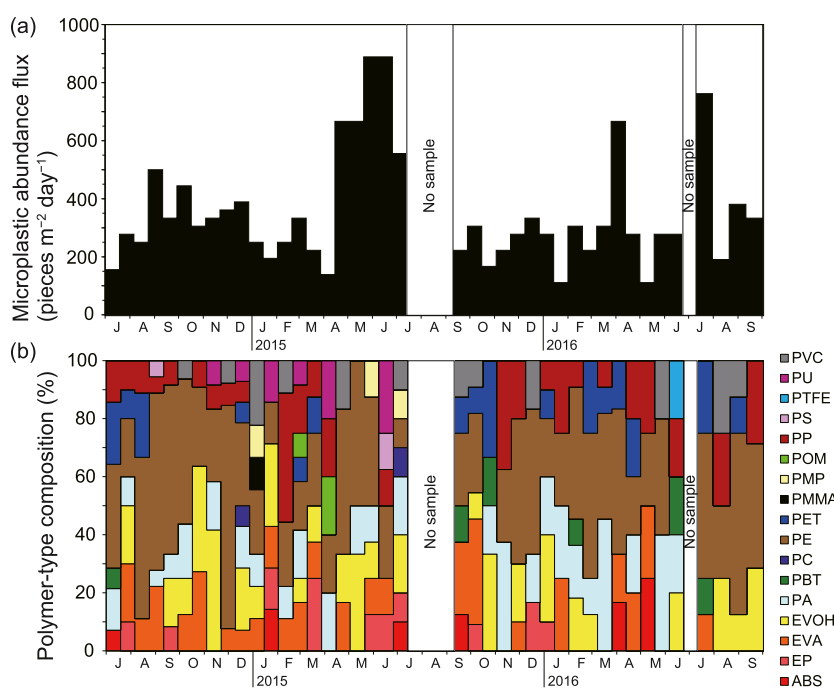 (a)
Microplastic abundance flux
(pieces m⁻² day⁻¹)
1000
800
600
400
200
0
No sample
No sample
J A S O N D J F M A M J J A S O N D J F M A M J J A S
2015 2016
(b)
Polymer-type composition (%)
100
80
60
40
20
0
No sample
No sample
J A S O N D J F M A M J J A S O N D J F M A M J J A S
2015 2016
PVC
PU
PTFE
PS
PP
POM
PMP
PMMA
PET
PE
PC
PBT
PA
EVOH
EVA
EP
ABS